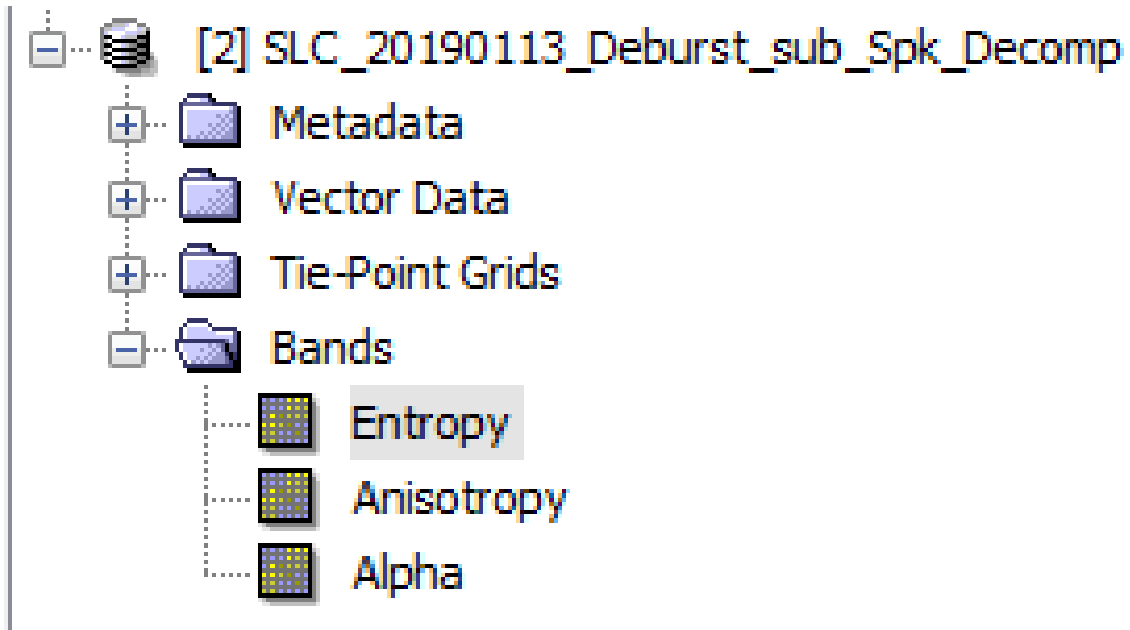 [2] SLC_20190113_Deburst_sub_Spk_Decomp
Metadata
Vector Data
Tie-Point Grids
Bands
Entropy
Anisotropy
Alpha